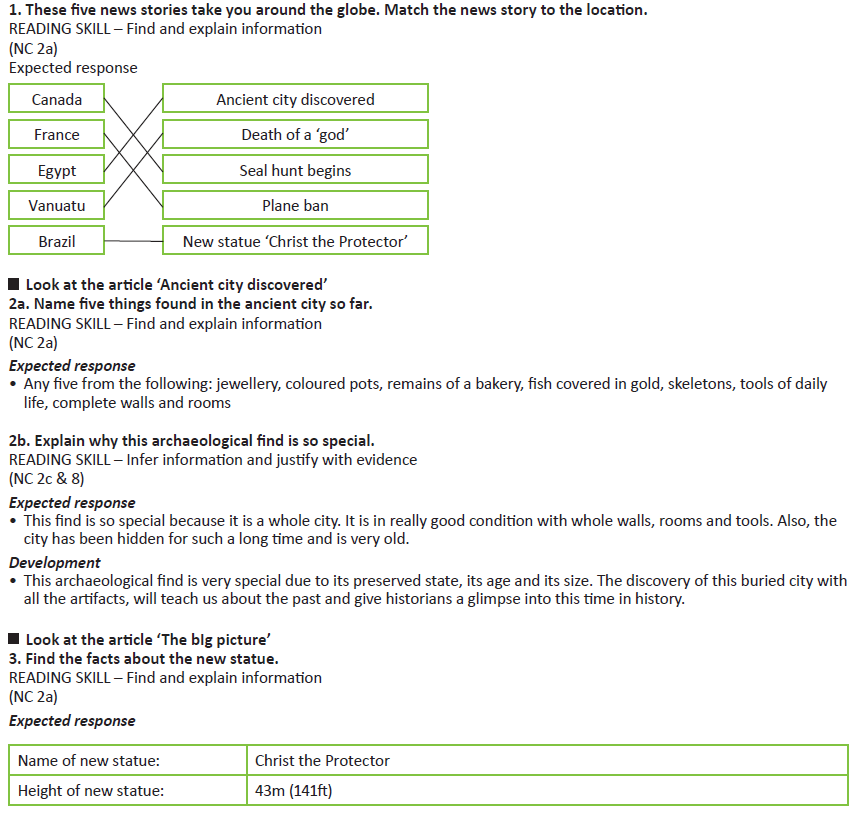 1. These five news stories take you around the globe. Match the news story to the location.
READING SKILL – Find and explain information
(NC 2a)
Expected response
Canada Ancient city discovered
France Death of a ‘god’
Egypt Seal hunt begins
Vanuatu Plane ban
Brazil New statue ‘Christ the Protector’
■ Look at the article ‘Ancient city discovered’
2a. Name five things found in the ancient city so far.
READING SKILL – Find and explain information
(NC 2a)
Expected response
• Any five from the following: jewellery, coloured pots, remains of a bakery, fish covered in gold, skeletons, tools of daily
life, complete walls and rooms
2b. Explain why this archaeological find is so special.
READING SKILL – Infer information and justify with evidence
(NC 2c & 8)
Expected response
• This find is so special because it is a whole city. It is in really good condition with whole walls, rooms and tools. Also, the
city has been hidden for such a long time and is very old.
Development
• This archaeological find is very special due to its preserved state, its age and its size. The discovery of this buried city with
all the artifacts, will teach us about the past and give historians a glimpse into this time in history.
■ Look at the article ‘The bIg picture’
3. Find the facts about the new statue.
READING SKILL – Find and explain information
(NC 2a)
Expected response
Name of new statue: Christ the Protector
Height of new statue: 43m (141ft)